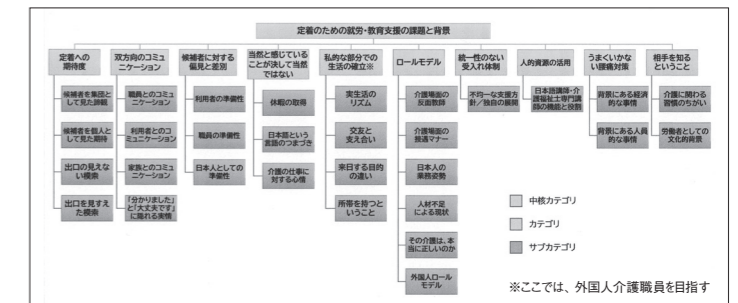 定着のための就労・教育支援の課題と背景
定着への
期待度
候補者を集団と
して見た諦観
候補者を個人と
して見た期待
出口の見えな
い模索
出口を見すえ
た模索
双方向のコミュ
ニケーション
職員とのコミュ
ニケーション
利用者とのコ
ミュニケーション
家族とのコミュ
ニケーション
「分かりました」
と「大丈夫です」
に隠れる実情
候補者に対する
偏見と差別
利用者の準備性
職員の準備性
日本人としての
準備性
当然と感じている
ことが決して当然
ではない
休暇の取得
日本語という
言語のつまづき
介護の仕事に
対する心情
私的な部分での
生活の確立※
実生活の
リズム
交友と
支え合い
来日する目的
の違い
所帯を持つと
いうこと
ロールモデル
介護場面の
反面教師
介護場面の
接遇マナー
日本人の
業務姿勢
人材不足
による現状
その介護は、本
当に正しいのか
外国人ロール
モデル
統一性のない
受入れ体制
不均一な支援方
針／独自の展開
人的資源の活用
日本語講師・介
護福祉士専門講
師の機能と役割
うまくいかな
い腰痛対策
背景にある経済
的な事情
背景にある人員
的な事情
相手を知る
ということ
介護に関わる
習慣のちがい
労働者としての
文化的背景
中核カテゴリ
カテゴリ
サブカテゴリ
※ここでは、外国人介護職員を目指す